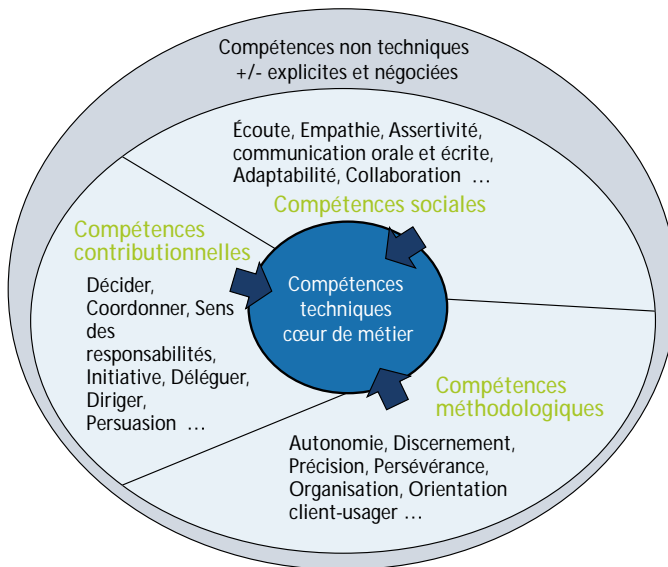 Compétences non techniques
+/- explicites et négociées
Écoute, Empathie, Assertivité,
communication orale et écrite,
Adaptabilité, Collaboration ...
Compétences sociales
Compétences
contributionnelles
Décider,
Coordonner, Sens
des
responsabilités,
Initiative, Déléguer,
Diriger,
Persuasion ...
Compétences
techniques
cœur de métier
Compétences
méthodologiques
Autonomie, Discernement,
Précision, Persévérance,
Organisation, Orientation
client-usager ...